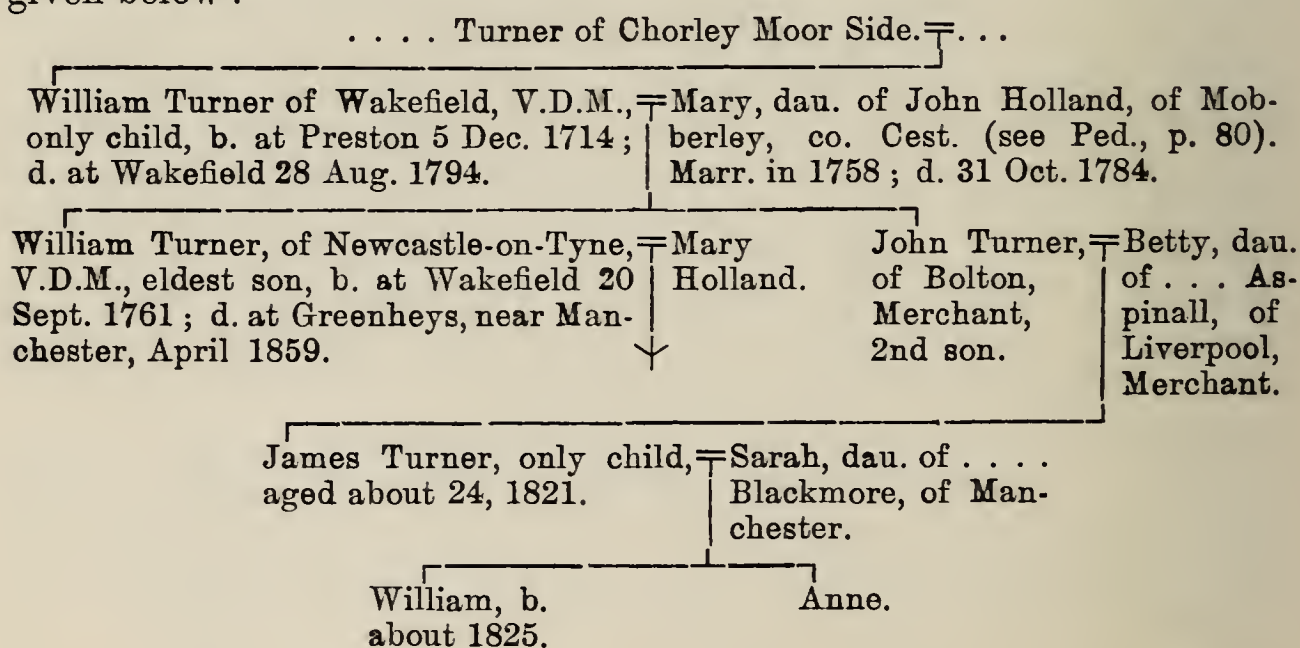 given below :
. . . . Turner of Chorley Moor Side.=. . .
William Turner of Wakefield, V.D.M.,=Mary, dau. of John Holland, of Mob-
only child, b. at Preston 5 Dec. 1714 ; berley, co. Cest. (see Ped., p. 80).
d. at Wakefield 28 Aug. 1794. Marr. in 1758 ; d. 31 Oct. 1784.
William Turner, of Newcastle-on-Tyne,=Mary
V.D.M., eldest son, b. at Wakefield 20 Holland.
Sept. 1761 ; d. at Greenheys, near Man-
chester, April 1859.
John Turner,=Betty, dau.
of Bolton, of . . . As-
Merchant, pinall, of
2nd son. Liverpool,
Merchant.
James Turner, only child,=Sarah, dau. of . . . .
aged about 24, 1821. Blackmore, of Man-
chester.
William, b. Anne.
about 1825.